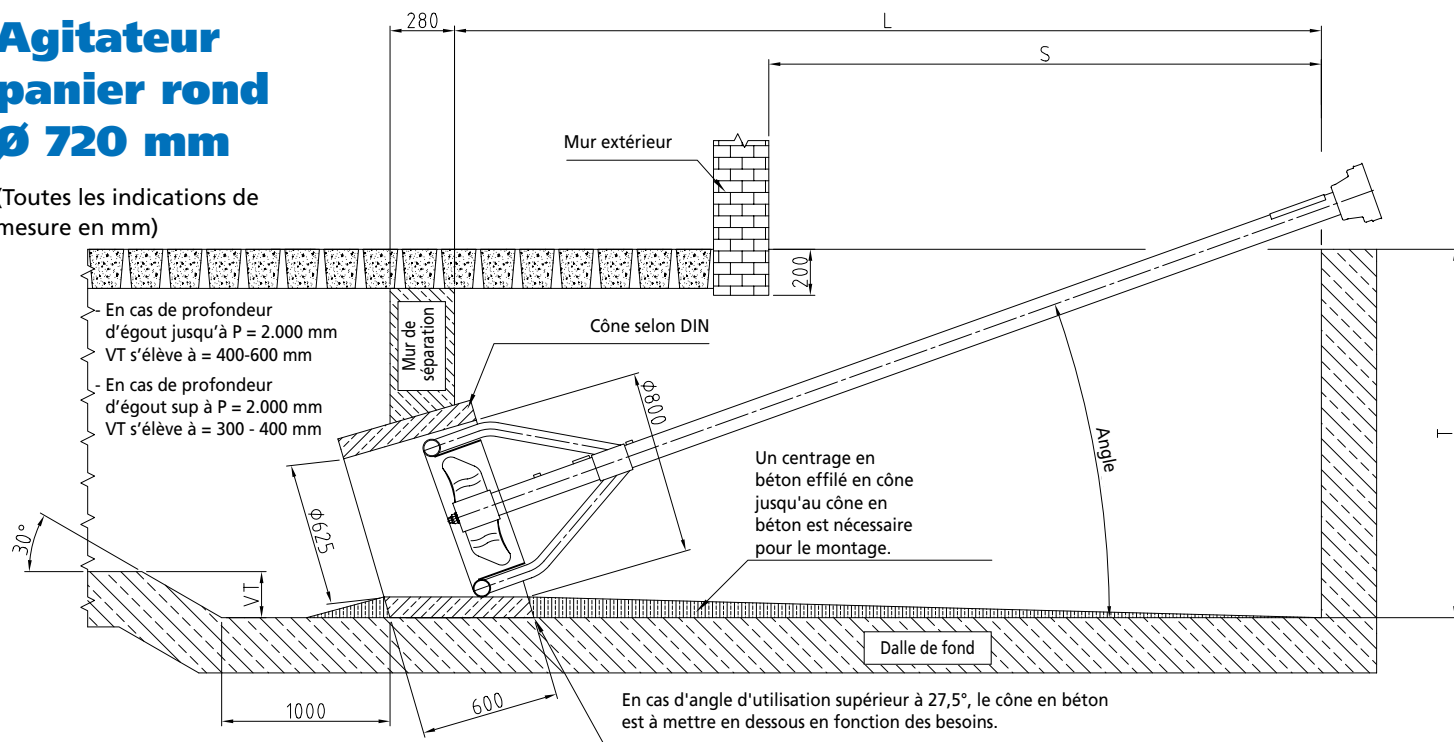 Agitateur
panier rond
Ø 720 mm
(Toutes les indications de
mesure en mm)
280
L
S
Mur extérieur
200
- En cas de profondeur
d'égout jusqu'à P = 2.000 mm
VT s'élève à = 400-600 mm
- En cas de profondeur
d'égout sup à P = 2.000 mm
VT s'élève à = 300 - 400 mm
Mur de
séparation
Cône selon DIN
ϕ800
Angle
T
Un centrage en
béton effilé en cône
jusqu'au cône en
béton est nécessaire
pour le montage.
ϕ625
30°
VT
Dalle de fond
1000
600
En cas d'angle d'utilisation supérieur à 27,5°, le cône en béton
est à mettre en dessous en fonction des besoins.